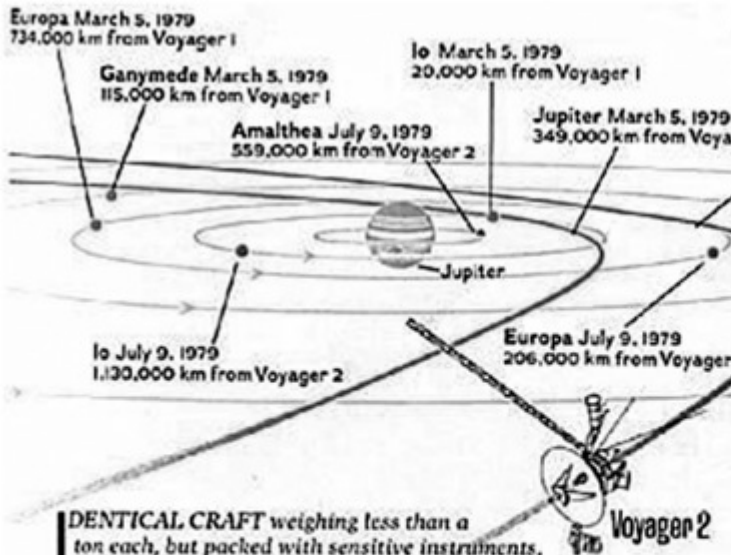 Europa March 5, 1979
734,000 km from Voyager 1
Ganymede March 5, 1979
115,000 km from Voyager 1
Io March 5, 1979
20,000 km from Voyager 1
Amalthea July 9, 1979
559,000 km from Voyager 2
Jupiter March 5, 1979
349,000 km from Voya
Jupiter
Io July 9, 1979
1,130,000 km from Voyager 2
Europa July 9, 1979
206,000 km from Voyager
Voyager 2
DENTICAL CRAFT weighing less than a
ton each, but packed with sensitive instruments,